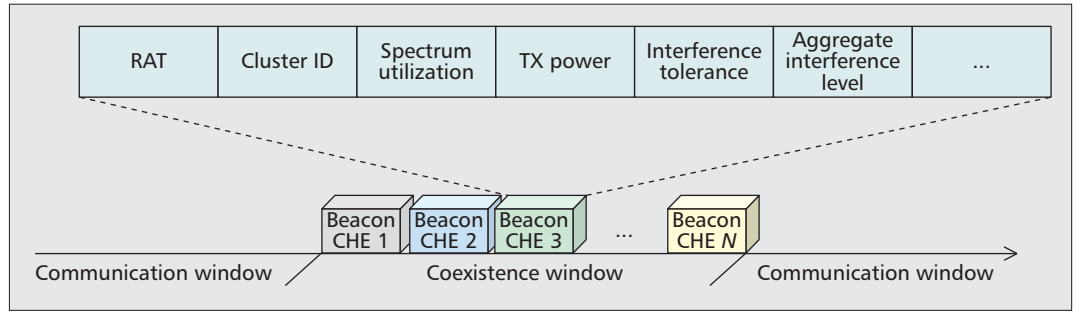 RAT
Cluster ID
Spectrum
utilization
TX power
Interference
tolerance
Aggregate
interference
level
...
Beacon
CHE 1
Beacon
CHE 2
Beacon
CHE 3
...
Beacon
CHE N
Communication window
Coexistence window
Communication window